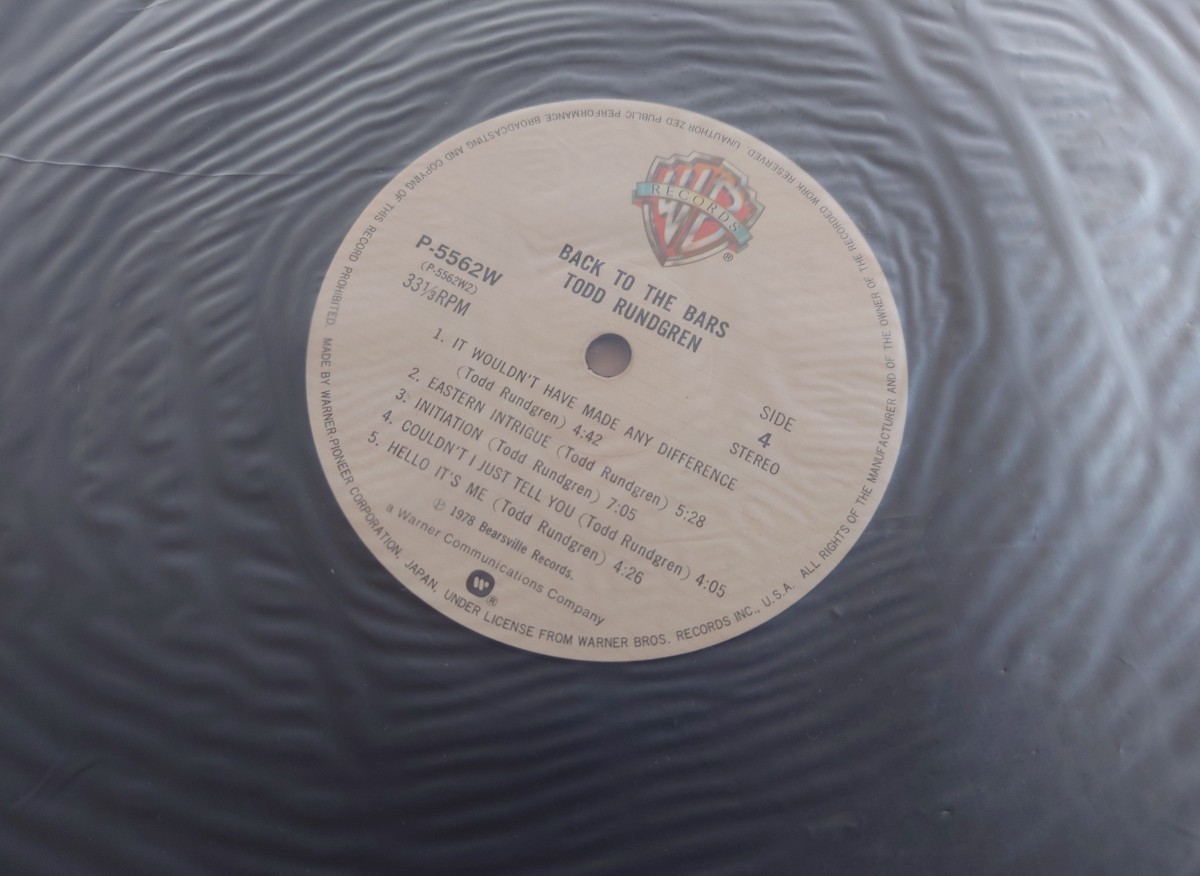 WB
RECORDS
®
BACK TO THE BARS
TODD RUNDGREN
P-5562W
(P-5562W2)
33⅓RPM
SIDE
4
STEREO
1. IT WOULDN'T HAVE MADE ANY DIFFERENCE
(Todd Rundgren) 4:42
2. EASTERN INTRIGUE (Todd Rundgren) 5:28
3. INITIATION (Todd Rundgren) 7:05
4. COULDN'T I JUST TELL YOU (Todd Rundgren) 4:05
5. HELLO IT'S ME (Todd Rundgren) 4:26
℗ 1978 Bearsville Records.
a Warner Communications Company
W®
MADE BY WARNER-PIONEER CORPORATION, JAPAN, UNDER LICENSE FROM WARNER BROS. RECORDS INC., U.S.A. ALL RIGHTS OF THE MANUFACTURER AND OF THE OWNER OF THE RECORDED WORK RESERVED. UNAUTHORIZED PUBLIC PERFORMANCE BROADCASTING AND COPYING OF THIS RECORD PROHIBITED.